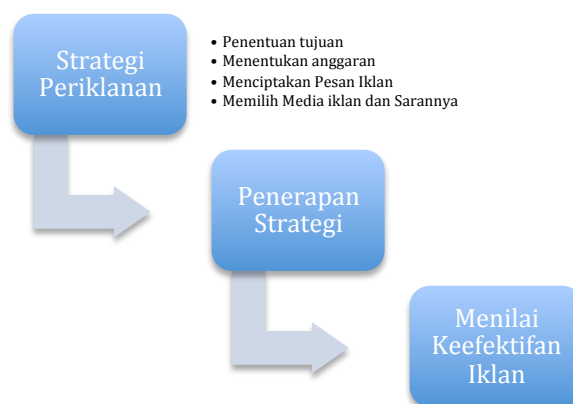 Strategi
Periklanan
• Penentuan tujuan
• Menentukan anggaran
• Menciptakan Pesan Iklan
• Memilih Media iklan dan Sarannya
Penerapan
Strategi
Menilai
Keefektifan
Iklan